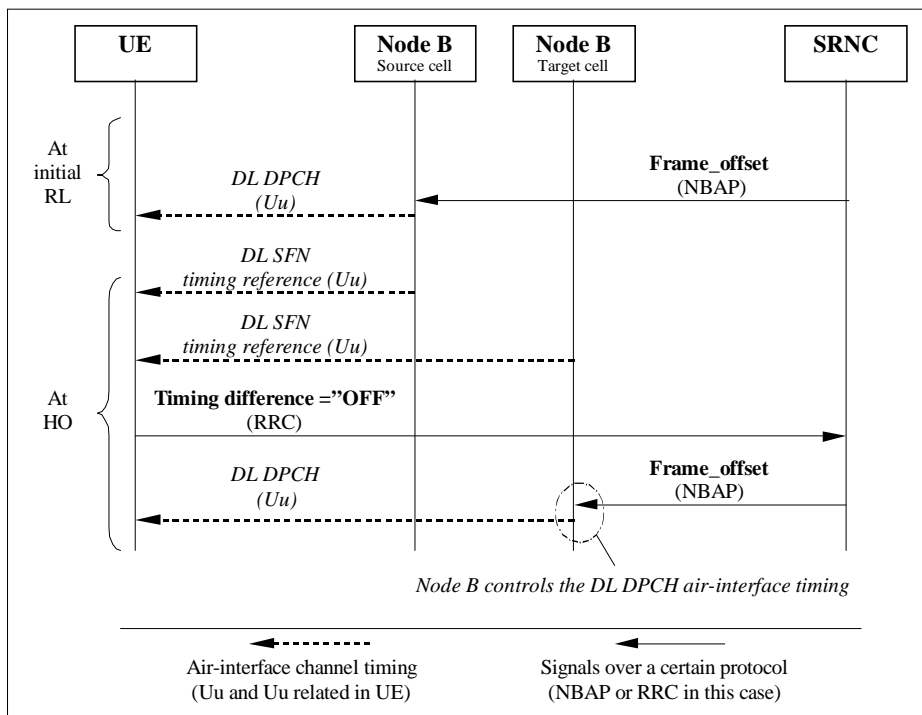 UE
Node B
Source cell
Node B
Target cell
SRNC
At
initial
RL
DL DPCH
(Uu)
Frame_offset
(NBAP)
DL SFN
timing reference (Uu)
DL SFN
timing reference (Uu)
At
HO
Timing difference =”OFF”
(RRC)
DL DPCH
(Uu)
Frame_offset
(NBAP)
Node B controls the DL DPCH air-interface timing
Air-interface channel timing
(Uu and Uu related in UE)
Signals over a certain protocol
(NBAP or RRC in this case)